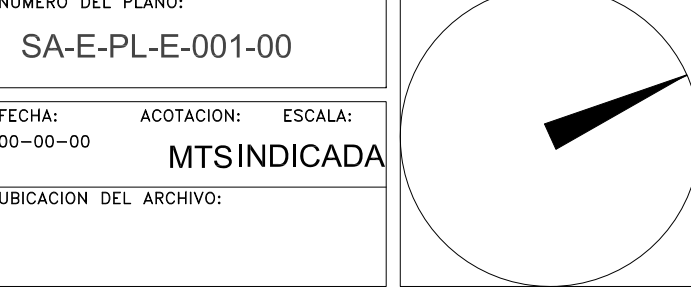 NUMERO DEL PLANO:
SA-E-PL-E-001-00
FECHA: ACOTACION: ESCALA:
00-00-00 MTS INDICADA
UBICACION DEL ARCHIVO: